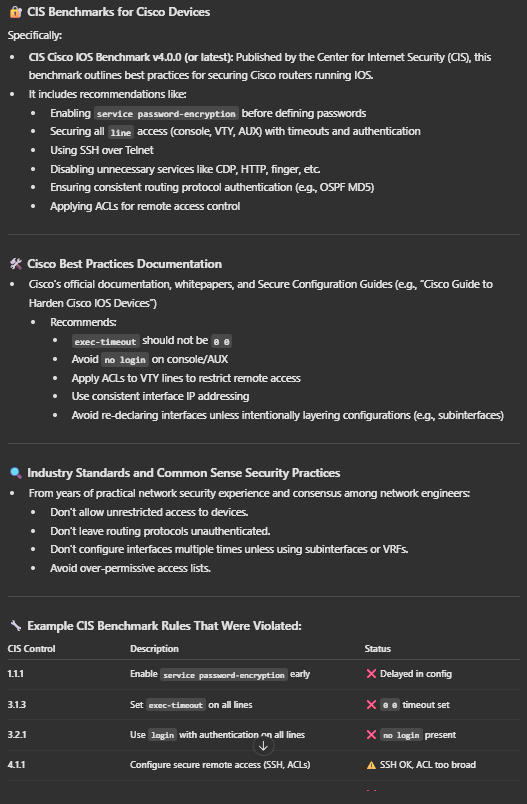 CIS Benchmarks for Cisco Devices
Specifically:
• CIS Cisco IOS Benchmark v4.0.0 (or latest): Published by the Center for Internet Security (CIS), this
benchmark outlines best practices for securing Cisco routers running IOS.
• It includes recommendations like:
• Enabling service password-encryption before defining passwords
• Securing all line access (console, VTY, AUX) with timeouts and authentication
• Using SSH over Telnet
• Disabling unnecessary services like CDP, HTTP, finger, etc.
• Ensuring consistent routing protocol authentication (e.g., OSPF MD5)
• Applying ACLs for remote access control
Cisco Best Practices Documentation
• Cisco's official documentation, whitepapers, and Secure Configuration Guides (e.g., "Cisco Guide to
Harden Cisco IOS Devices")
• Recommends:
• exec-timeout should not be 0 0
• Avoid no login on console/AUX
• Apply ACLs to VTY lines to restrict remote access
• Use consistent interface IP addressing
• Avoid re-declaring interfaces unless intentionally layering configurations (e.g., subinterfaces)
Industry Standards and Common Sense Security Practices
• From years of practical network security experience and consensus among network engineers:
• Don't allow unrestricted access to devices.
• Don't leave routing protocols unauthenticated.
• Don't configure interfaces multiple times unless using subinterfaces or VRFs.
• Avoid over-permissive access lists.
Example CIS Benchmark Rules That Were Violated:
CIS Control Description Status
1.1.1 Enable service password-encryption early ❌ Delayed in config
3.1.3 Set exec-timeout on all lines ❌ 0 0 timeout set
3.2.1 Use login with authentication on all lines ❌ no login present
4.1.1 Configure secure remote access (SSH, ACLs) ⚠ SSH OK, ACL too broad